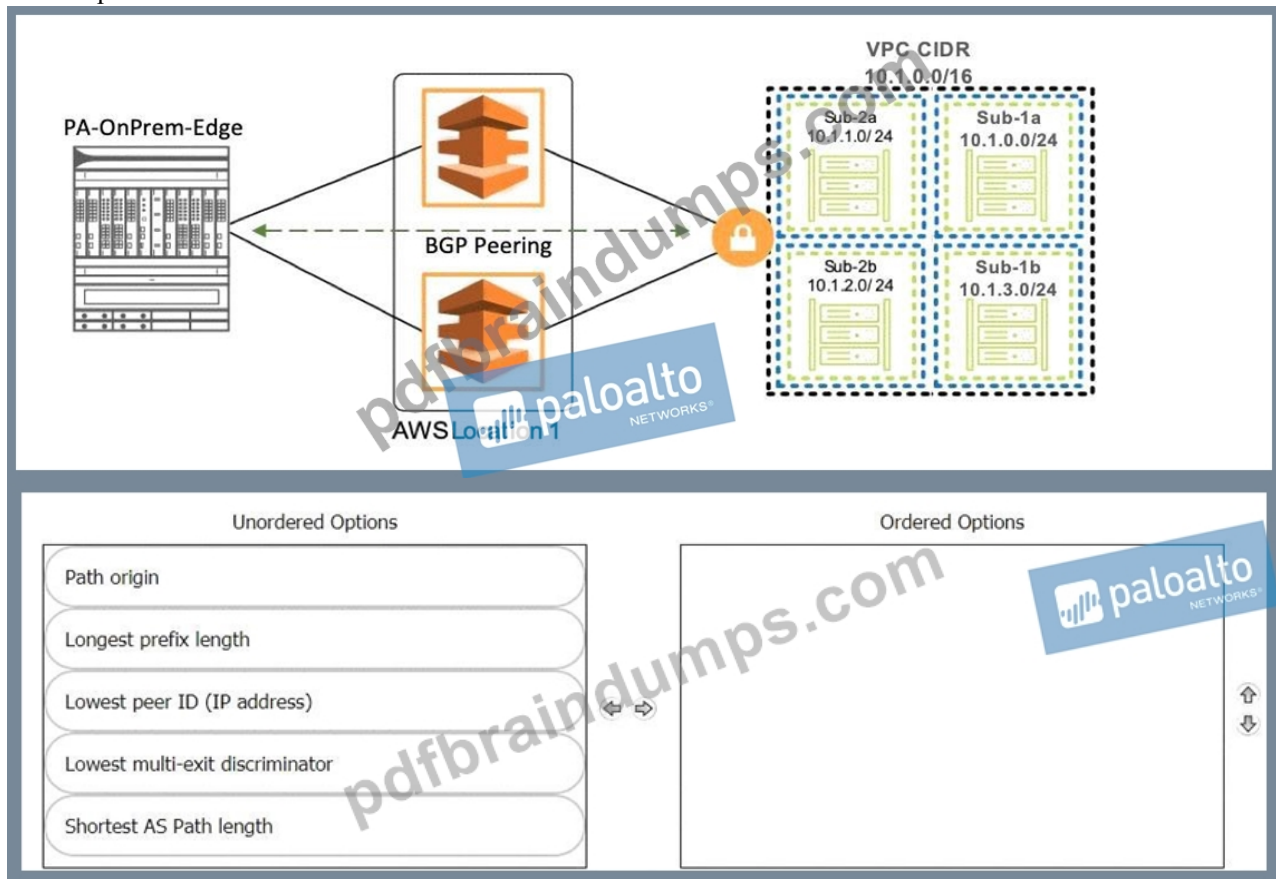 VPC CIDR
10.1.0.0/16
PA-OnPrem-Edge
Sub-2a
10.1.1.0/ 24
Sub-1a
10.1.0.0/24
BGP Peering
Sub-2b
10.1.2.0/ 24
Sub-1b
10.1.3.0/24
AWS Location 1
paloalto
NETWORKS®
pdfbraindumps.com
Unordered Options
Ordered Options
Path origin
Longest prefix length
Lowest peer ID (IP address)
Lowest multi-exit discriminator
Shortest AS Path length
paloalto
NETWORKS®
pdfbraindumps.com